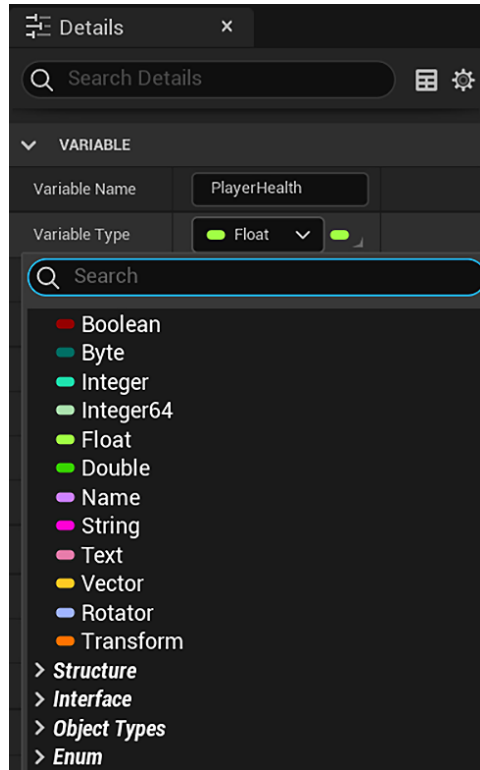 Details
Search Details
VARIABLE
Variable Name PlayerHealth
Variable Type Float
Search
Boolean
Byte
Integer
Integer64
Float
Double
Name
String
Text
Vector
Rotator
Transform
Structure
Interface
Object Types
Enum